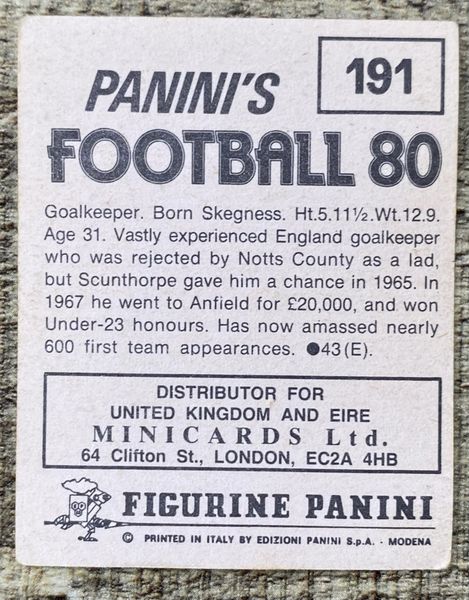 191
PANINI'S
FOOTBALL 80
Goalkeeper. Born Skegness. Ht.5.11½.Wt.12.9.
Age 31. Vastly experienced England goalkeeper
who was rejected by Notts County as a lad,
but Scunthorpe gave him a chance in 1965. In
1967 he went to Anfield for £20,000, and won
Under-23 honours. Has now amassed nearly
600 first team appearances. ●43(E).
DISTRIBUTOR FOR
UNITED KINGDOM AND EIRE
MINICARDS Ltd.
64 Clifton St., LONDON, EC2A 4HB
FIGURINE PANINI
© PRINTED IN ITALY BY EDIZIONI PANINI S.p.A. - MODENA